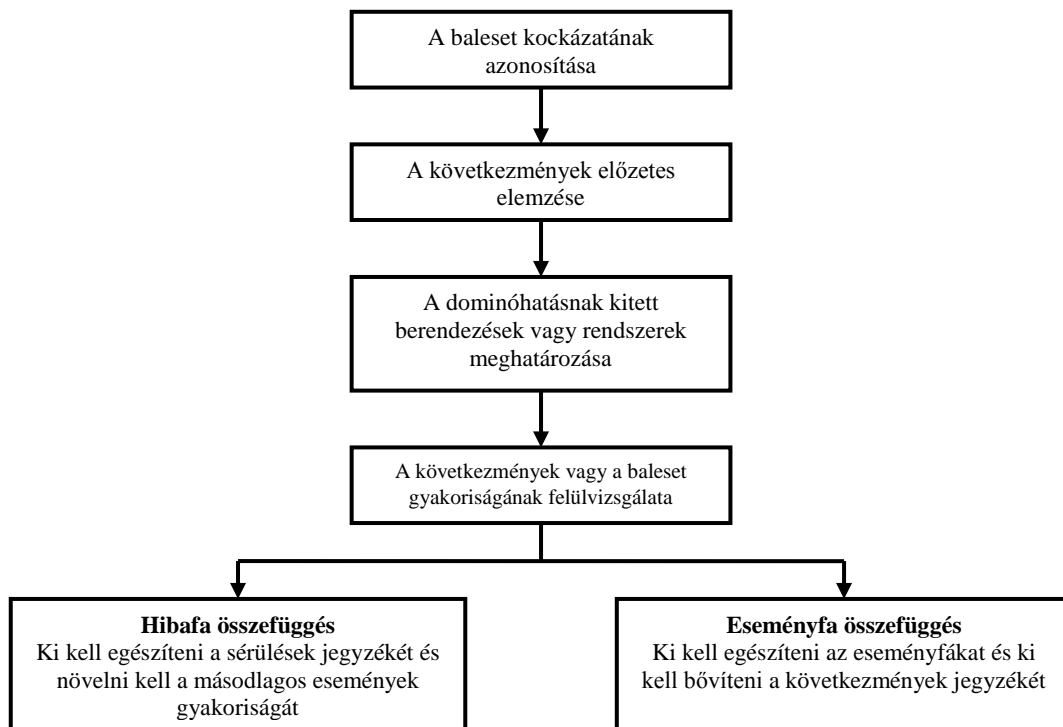 A baleset kockázatának
azonosítása
A következmények előzetes
elemzése
A dominóhatásnak kitett
berendezések vagy rendszerek
meghatározása
A következmények vagy a baleset
gyakoriságának felülvizsgálata
Hibafa összefüggés
Ki kell egészíteni a sérülések jegyzékét és
növelni kell a másodlagos események
gyakoriságát
Eseményfa összefüggés
Ki kell egészíteni az eseményfákat és ki
kell bővíteni a következmények jegyzékét